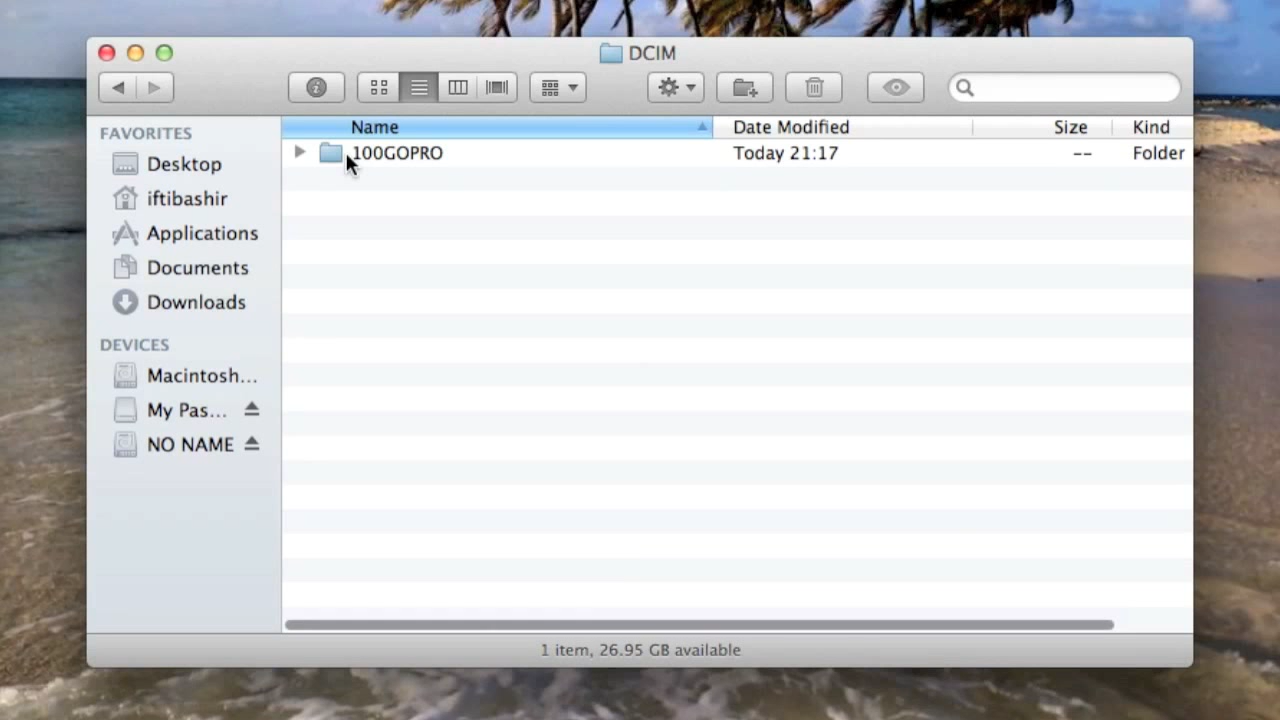 DCIM
Name Date Modified Size Kind
100GOPRO Today 21:17 -- Folder
FAVORITES
Desktop
iftibashir
Applications
Documents
Downloads
DEVICES
Macintosh...
My Pas...
NO NAME
1 item, 26.95 GB available